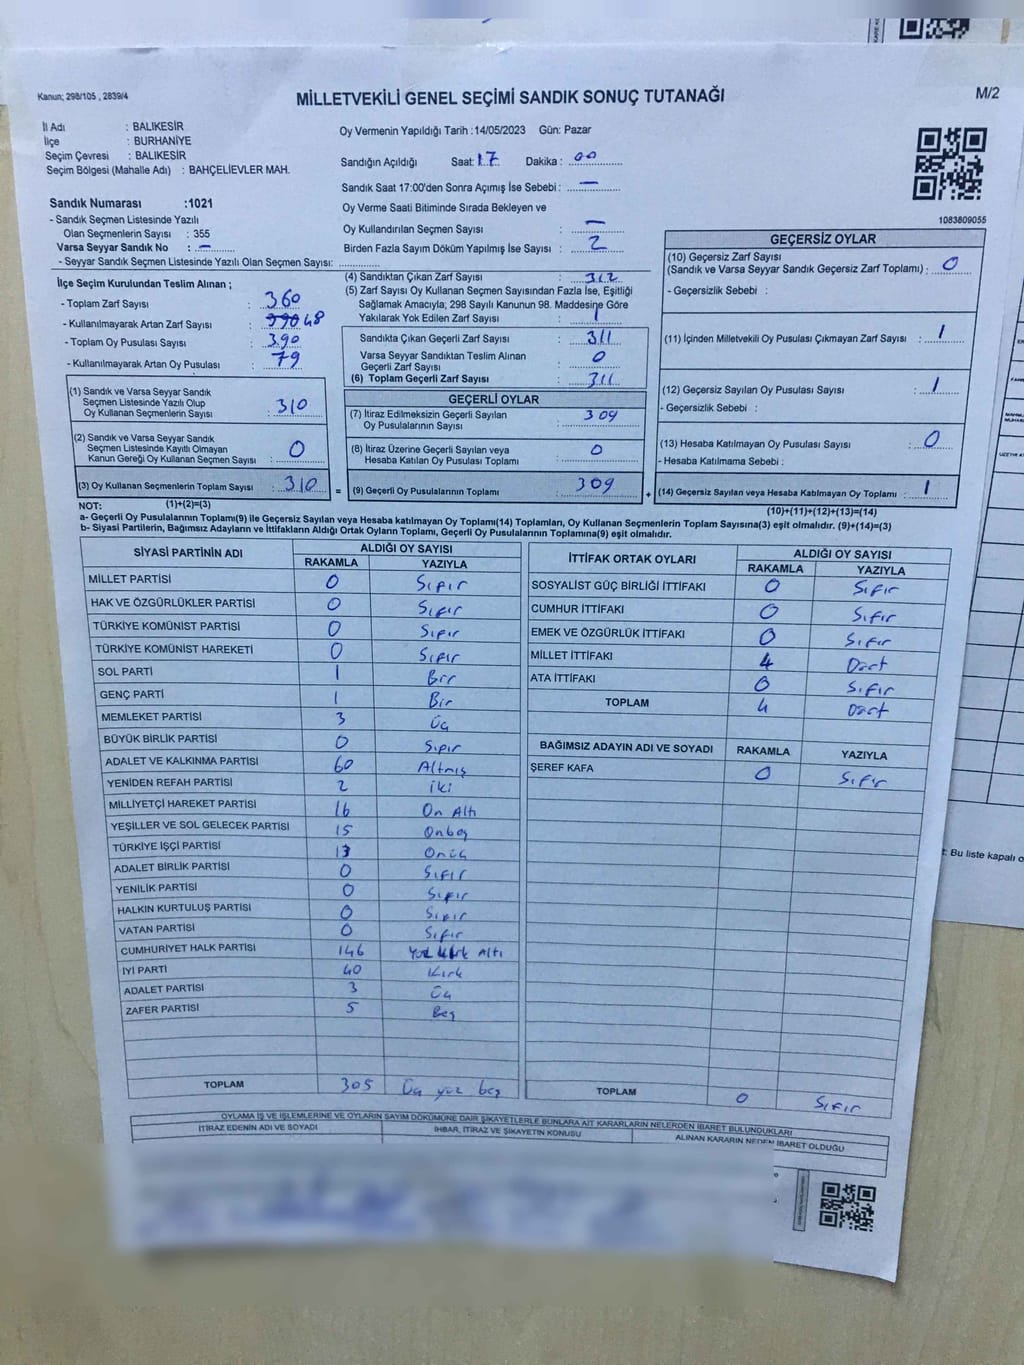 Kanun; 298/105 , 2839/4
MİLLETVEKİLİ GENEL SEÇİMİ SANDIK SONUÇ TUTANAĞI
M/2
İl Adı : BALIKESİR
İlçe : BURHANİYE
Seçim Çevresi : BALIKESİR
Seçim Bölgesi (Mahalle Adı) : BAHÇELİEVLER MAH.
Sandık Numarası :1021
- Sandık Seçmen Listesinde Yazılı
Olan Seçmenlerin Sayısı : 355
Varsa Seyyar Sandık No : –
- Seyyar Sandık Seçmen Listesinde Yazılı Olan Seçmen Sayısı:
Oy Vermenin Yapıldığı Tarih :14/05/2023 Gün: Pazar
Sandığın Açıldığı Saat: 17 Dakika : 00
Sandık Saat 17:00'den Sonra Açımış İse Sebebi : –
Oy Verme Saati Bitiminde Sırada Bekleyen ve
Oy Kullandırılan Seçmen Sayısı : –
Birden Fazla Sayım Döküm Yapılmış İse Sayısı : 2
1083809055
İlçe Seçim Kurulundan Teslim Alınan ;
- Toplam Zarf Sayısı : 360
- Kullanılmayarak Artan Zarf Sayısı : 48
- Toplam Oy Pusulası Sayısı : 390
- Kullanılmayarak Artan Oy Pusulası : 79
(4) Sandıktan Çıkan Zarf Sayısı : 312
(5) Zarf Sayısı Oy Kullanan Seçmen Sayısından Fazla İse, Eşitliği
Sağlamak Amacıyla; 298 Sayılı Kanunun 98. Maddesine Göre
Yakılarak Yok Edilen Zarf Sayısı : 1
Sandıkta Çıkan Geçerli Zarf Sayısı : 311
Varsa Seyyar Sandıktan Teslim Alınan
Geçerli Zarf Sayısı : 0
(6) Toplam Geçerli Zarf Sayısı : 311
GEÇERSİZ OYLAR
(10) Geçersiz Zarf Sayısı
(Sandık ve Varsa Seyyar Sandık Geçersiz Zarf Toplamı) : 0
- Geçersizlik Sebebi :
(11) İçinden Milletvekili Oy Pusulası Çıkmayan Zarf Sayısı : 1
(12) Geçersiz Sayılan Oy Pusulası Sayısı : 1
- Geçersizlik Sebebi :
(13) Hesaba Katılmayan Oy Pusulası Sayısı : 0
- Hesaba Katılmama Sebebi :
(14) Geçersiz Sayılan veya Hesaba Katılmayan Oy Toplamı : 1
(10)+(11)+(12)+(13)=(14)
(1) Sandık ve Varsa Seyyar Sandık
Seçmen Listesinde Yazılı Olup
Oy Kullanan Seçmenlerin Sayısı : 310
(2) Sandık ve Varsa Seyyar Sandık
Seçmen Listesinde Kayıtlı Olmayan
Kanun Gereği Oy Kullanan Seçmen Sayısı : 0
(3) Oy Kullanan Seçmenlerin Toplam Sayısı : 310
GEÇERLİ OYLAR
(7) İtiraz Edilmeksizin Geçerli Sayılan
Oy Pusulalarının Sayısı : 309
(8) İtiraz Üzerine Geçerli Sayılan veya
Hesaba Katılan Oy Pusulası Toplamı : 0
= (9) Geçerli Oy Pusulalarının Toplamı : 309 +
NOT: (1)+(2)=(3)
a- Geçerli Oy Pusulalarının Toplamı(9) ile Geçersiz Sayılan veya Hesaba katılmayan Oy Toplamı(14) Toplamları, Oy Kullanan Seçmenlerin Toplam Sayısına(3) eşit olmalıdır. (9)+(14)=(3)
b- Siyasi Partilerin, Bağımsız Adayların ve İttifakların Aldığı Ortak Oyların Toplamı, Geçerli Oy Pusulalarının Toplamına(9) eşit olmalıdır.
SİYASİ PARTİNİN ADI ALDIĞI OY SAYISI
RAKAMLA YAZIYLA
MİLLET PARTİSİ 0 Sıfır
HAK VE ÖZGÜRLÜKLER PARTİSİ 0 Sıfır
TÜRKİYE KOMÜNİST PARTİSİ 0 Sıfır
TÜRKİYE KOMÜNİST HAREKETİ 0 Sıfır
SOL PARTİ 1 Bir
GENÇ PARTİ 1 Bir
MEMLEKET PARTİSİ 3 Üç
BÜYÜK BİRLİK PARTİSİ 0 Sıfır
ADALET VE KALKINMA PARTİSİ 60 Altmış
YENİDEN REFAH PARTİSİ 2 iki
MİLLİYETÇİ HAREKET PARTİSİ 16 On Altı
YEŞİLLER VE SOL GELECEK PARTİSİ 15 Onbeş
TÜRKİYE İŞÇİ PARTİSİ 13 Onüç
ADALET BİRLİK PARTİSİ 0 Sıfır
YENİLİK PARTİSİ 0 Sıfır
HALKIN KURTULUŞ PARTİSİ 0 Sıfır
VATAN PARTİSİ 0 Sıfır
CUMHURİYET HALK PARTİSİ 146 Yüz kırk Altı
İYİ PARTİ 40 Kırk
ADALET PARTİSİ 3 Üç
ZAFER PARTİSİ 5 Beş
TOPLAM 305 Üç yüz beş
İTTİFAK ORTAK OYLARI ALDIĞI OY SAYISI
RAKAMLA YAZIYLA
SOSYALİST GÜÇ BİRLİĞİ İTTİFAKI 0 Sıfır
CUMHUR İTTİFAKI 0 Sıfır
EMEK VE ÖZGÜRLÜK İTTİFAKI 0 Sıfır
MİLLET İTTİFAKI 4 Dört
ATA İTTİFAKI 0 Sıfır
TOPLAM 4 Dört
BAĞIMSIZ ADAYIN ADI VE SOYADI RAKAMLA YAZIYLA
ŞEREF KAFA 0 Sıfır
TOPLAM 0 Sıfır
OYLAMA İŞ VE İŞLEMLERİNE VE OYLARIN SAYIM DÖKÜMÜNE DAİR ŞİKAYETLERLE BUNLARA AİT KARARLARIN NELERDEN İBARET BULUNDUKLARI
İTİRAZ EDENİN ADI VE SOYADI İHBAR, İTİRAZ VE ŞİKAYETİN KONUSU ALINAN KARARIN NEDEN İBARET OLDUĞU
Bu liste kapalı